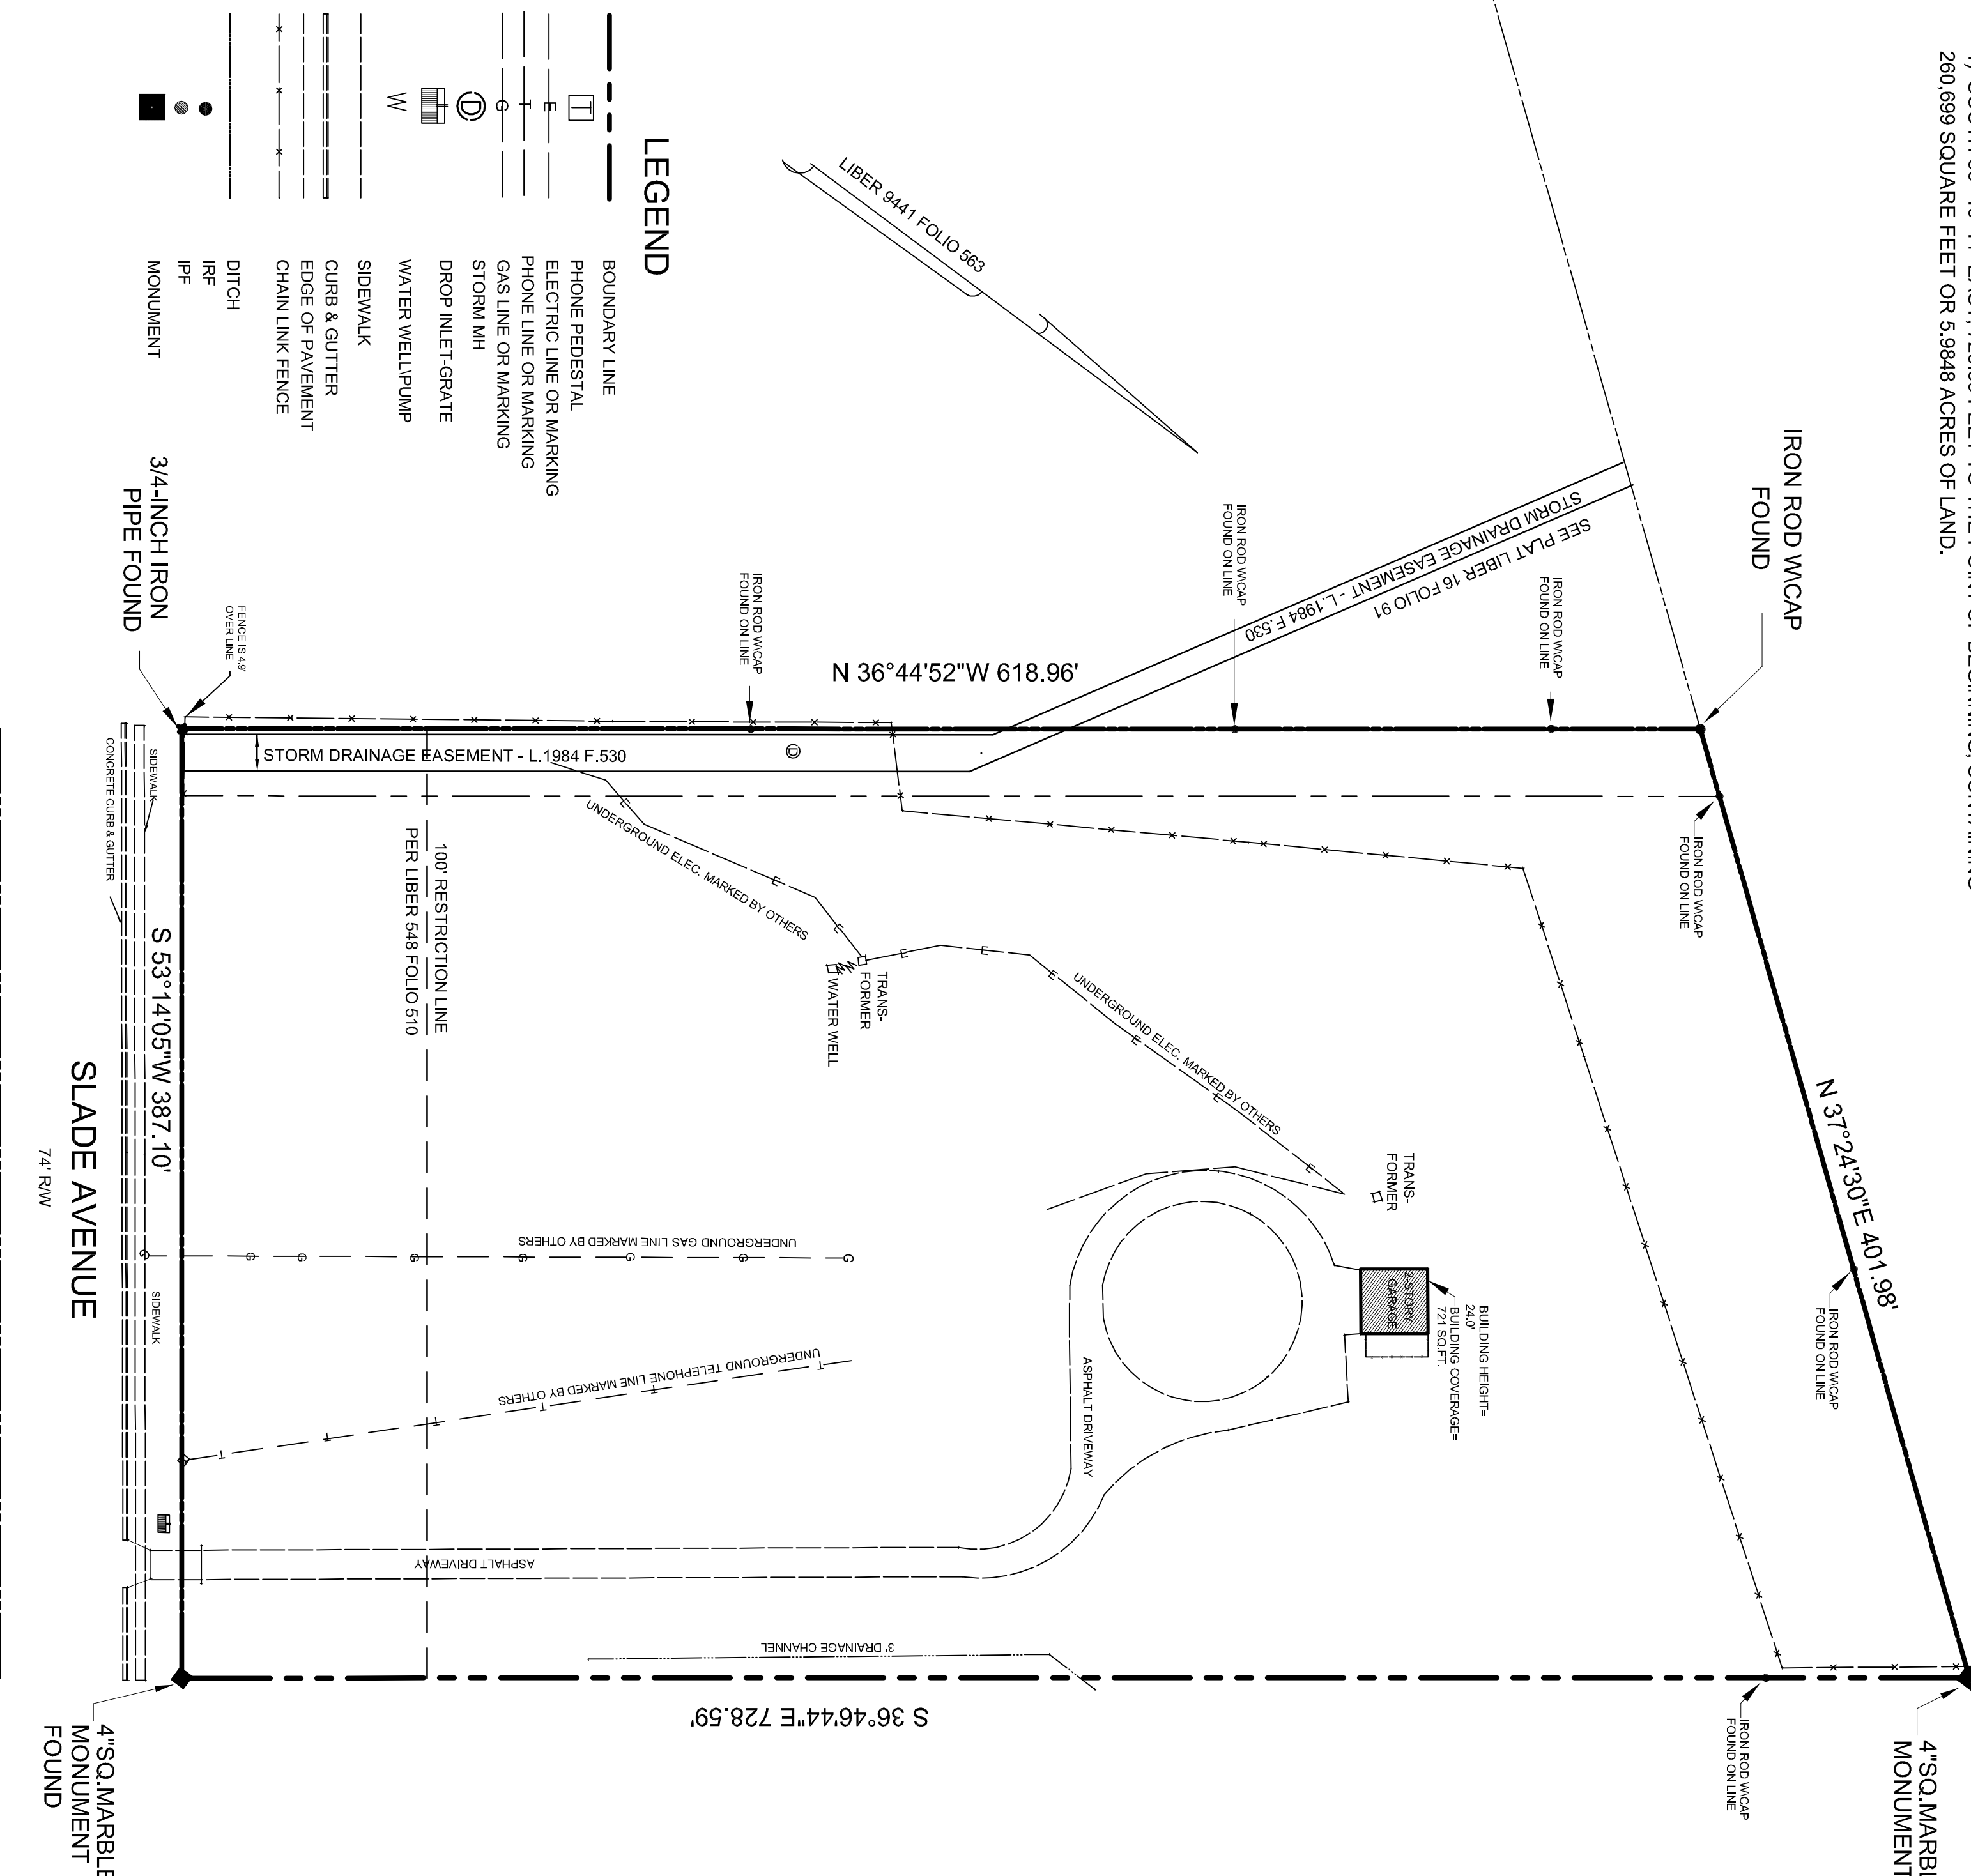 260,699 SQUARE FEET OR 5.9848 ACRES OF LAND.
IRON ROD W\CAP
FOUND
LIBER 9441 FOLIO 563
LEGEND
BOUNDARY LINE
T
PHONE PEDESTAL
E
ELECTRIC LINE OR MARKING
T
PHONE LINE OR MARKING
G
GAS LINE OR MARKING
D
STORM MH
DROP INLET-GRATE
W
WATER WELL\PUMP
SIDEWALK
CURB & GUTTER
EDGE OF PAVEMENT
CHAIN LINK FENCE
DITCH
IRF
IPF
MONUMENT
3/4-INCH IRON
PIPE FOUND
FENCE IS 4.9'
OVER LINE
IRON ROD W\CAP
FOUND ON LINE
N 36°44'52"W 618.96'
IRON ROD W\CAP
FOUND ON LINE
IRON ROD W\CAP
FOUND ON LINE
STORM DRAINAGE EASEMENT - L.1984 F.530
SEE PLAT LIBER 16 FOLIO 91
STORM DRAINAGE EASEMENT - L.1984 F.530
D
IRON ROD W\CAP
FOUND ON LINE
N 37°24'30"E 401.98'
IRON ROD W\CAP
FOUND ON LINE
UNDERGROUND ELEC. MARKED BY OTHERS
TRANS-
FORMER
WATER WELL
UNDERGROUND ELEC. MARKED BY OTHERS
TRANS-
FORMER
100' RESTRICTION LINE
PER LIBER 548 FOLIO 510
2-STORY
GARAGE
BUILDING HEIGHT=
24.0'
BUILDING COVERAGE=
721 SQ.FT.
UNDERGROUND GAS LINE MARKED BY OTHERS
UNDERGROUND TELEPHONE LINE MARKED BY OTHERS
ASPHALT DRIVEWAY
ASPHALT DRIVEWAY
3' DRAINAGE CHANNEL
S 36°46'44"E 728.59'
SIDEWALK
CONCRETE CURB & GUTTER
S 53°14'05"W 387.10'
SIDEWALK
SLADE AVENUE
74' R/W
4"SQ.MARBLE
MONUMENT
FOUND
IRON ROD W\CAP
FOUND ON LINE
4"SQ.MARBL
MONUMENT